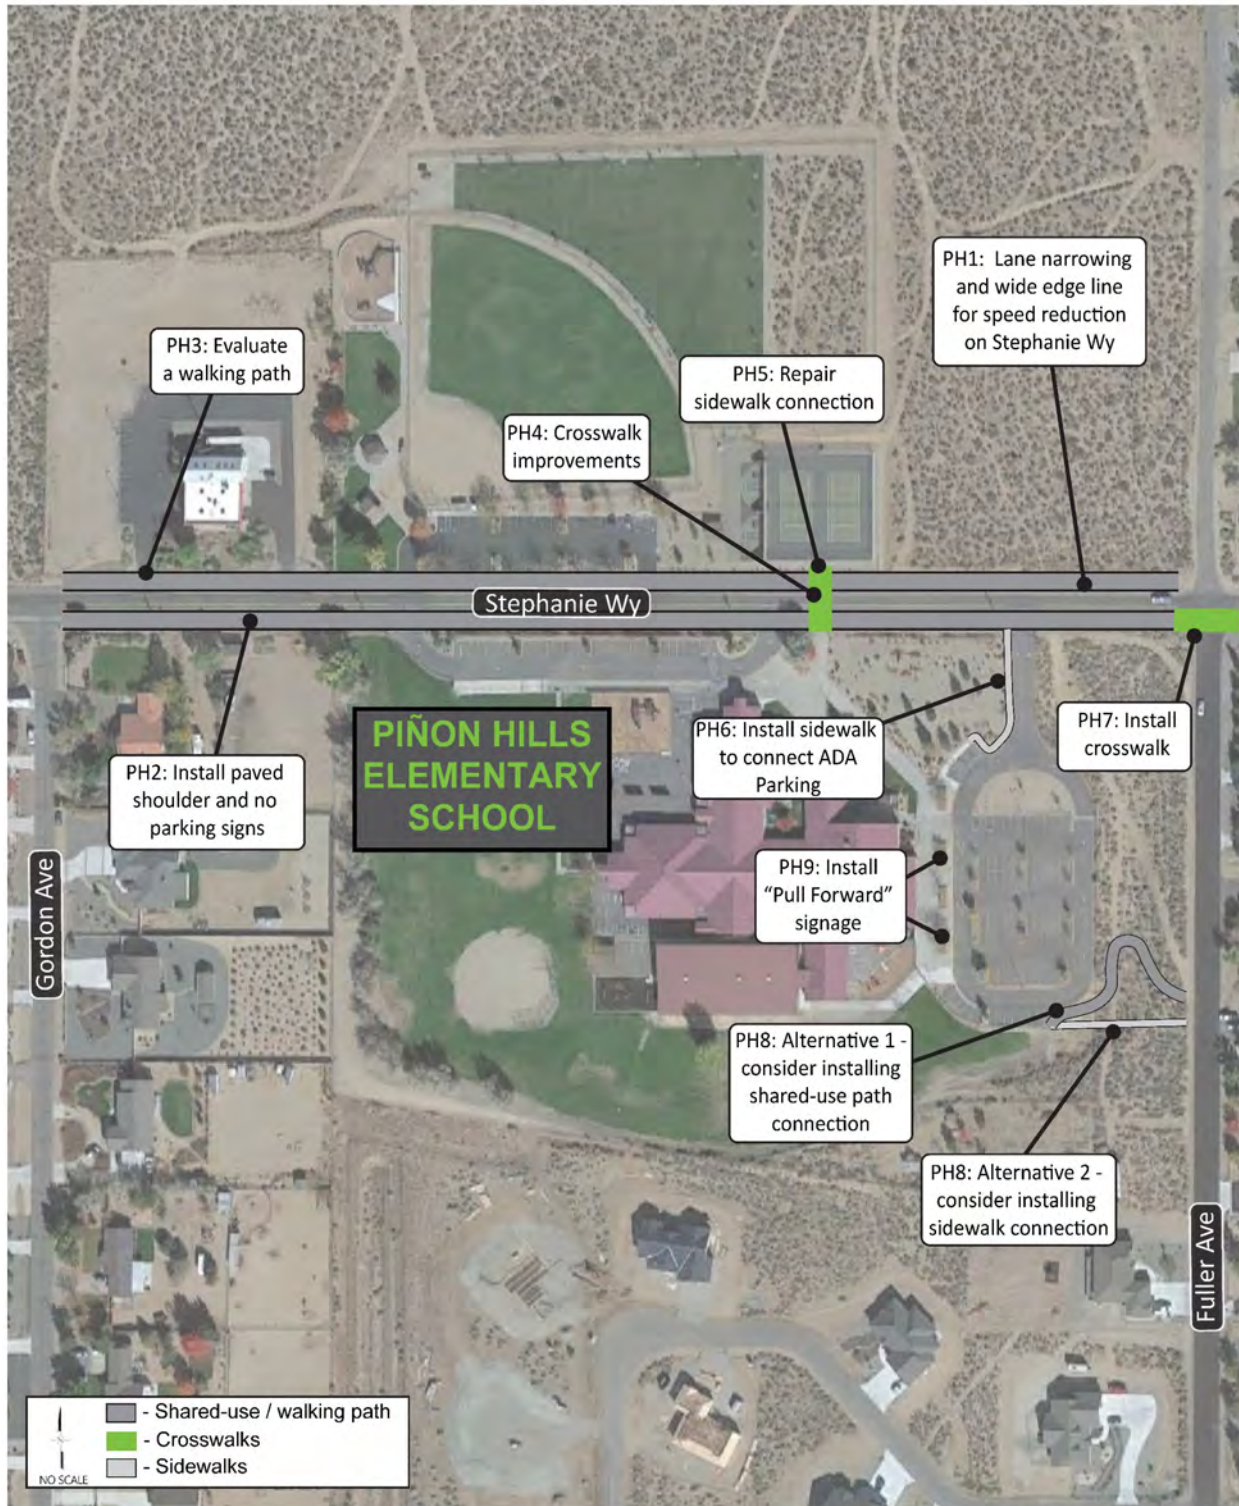 PH1: Lane narrowing
and wide edge line
for speed reduction
on Stephanie Wy
PH3: Evaluate
a walking path
PH5: Repair
sidewalk connection
PH4: Crosswalk
improvements
Stephanie Wy
PIÑON HILLS
ELEMENTARY
SCHOOL
PH6: Install sidewalk
to connect ADA
Parking
PH7: Install
crosswalk
PH2: Install paved
shoulder and no
parking signs
PH9: Install
“Pull Forward”
signage
Gordon Ave
PH8: Alternative 1 -
consider installing
shared-use path
connection
PH8: Alternative 2 -
consider installing
sidewalk connection
Fuller Ave
- Shared-use / walking path
- Crosswalks
- Sidewalks
NO SCALE